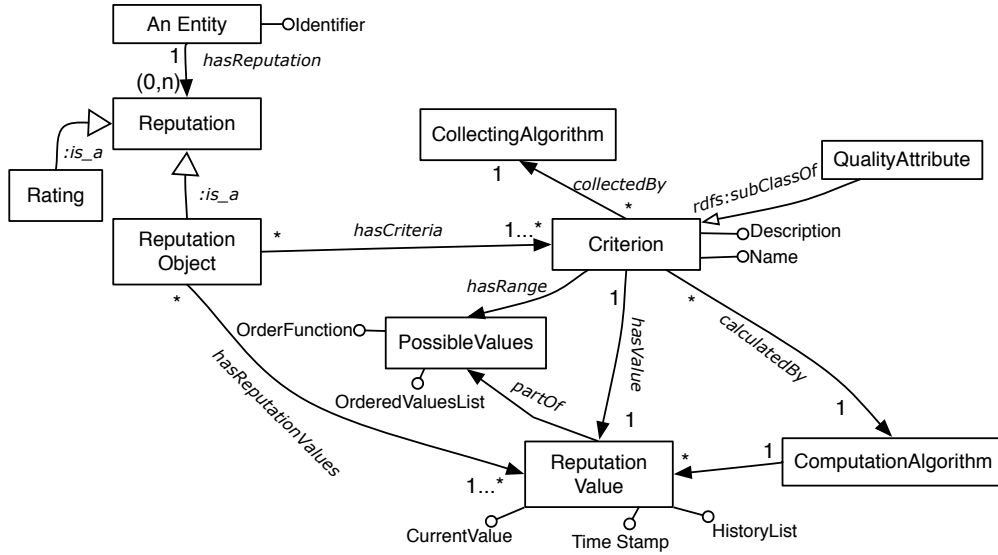 An Entity
Identifier
1
hasReputation
(0,n)
Reputation
CollectingAlgorithm
:is_a
QualityAttribute
1
collectedBy
rdfs:subClassOf
Rating
:is_a
*
Reputation
Object
*
hasCriteria
1...*
Criterion
Description
Name
*
hasRange
1
*
OrderFunction
PossibleValues
hasValue
calculatedBy
hasReputationValues
OrderedValuesList
partOf
1
1
Reputation
Value
*
1
ComputationAlgorithm
1...*
CurrentValue
Time Stamp
HistoryList